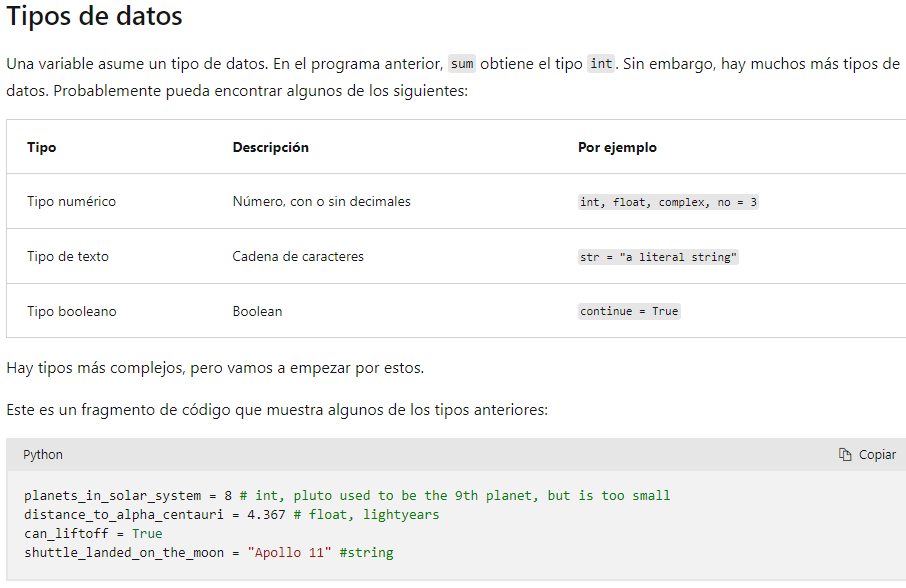 Tipos de datos
Una variable asume un tipo de datos. En el programa anterior, sum obtiene el tipo int. Sin embargo, hay muchos más tipos de
datos. Probablemente pueda encontrar algunos de los siguientes:
Tipo Descripción Por ejemplo
Tipo numérico Número, con o sin decimales int, float, complex, no = 3
Tipo de texto Cadena de caracteres str = "a literal string"
Tipo booleano Boolean continue = True
Hay tipos más complejos, pero vamos a empezar por estos.
Este es un fragmento de código que muestra algunos de los tipos anteriores:
Python Copiar
planets_in_solar_system = 8 # int, pluto used to be the 9th planet, but is too small
distance_to_alpha_centauri = 4.367 # float, lightyears
can_liftoff = True
shuttle_landed_on_the_moon = "Apollo 11" #string